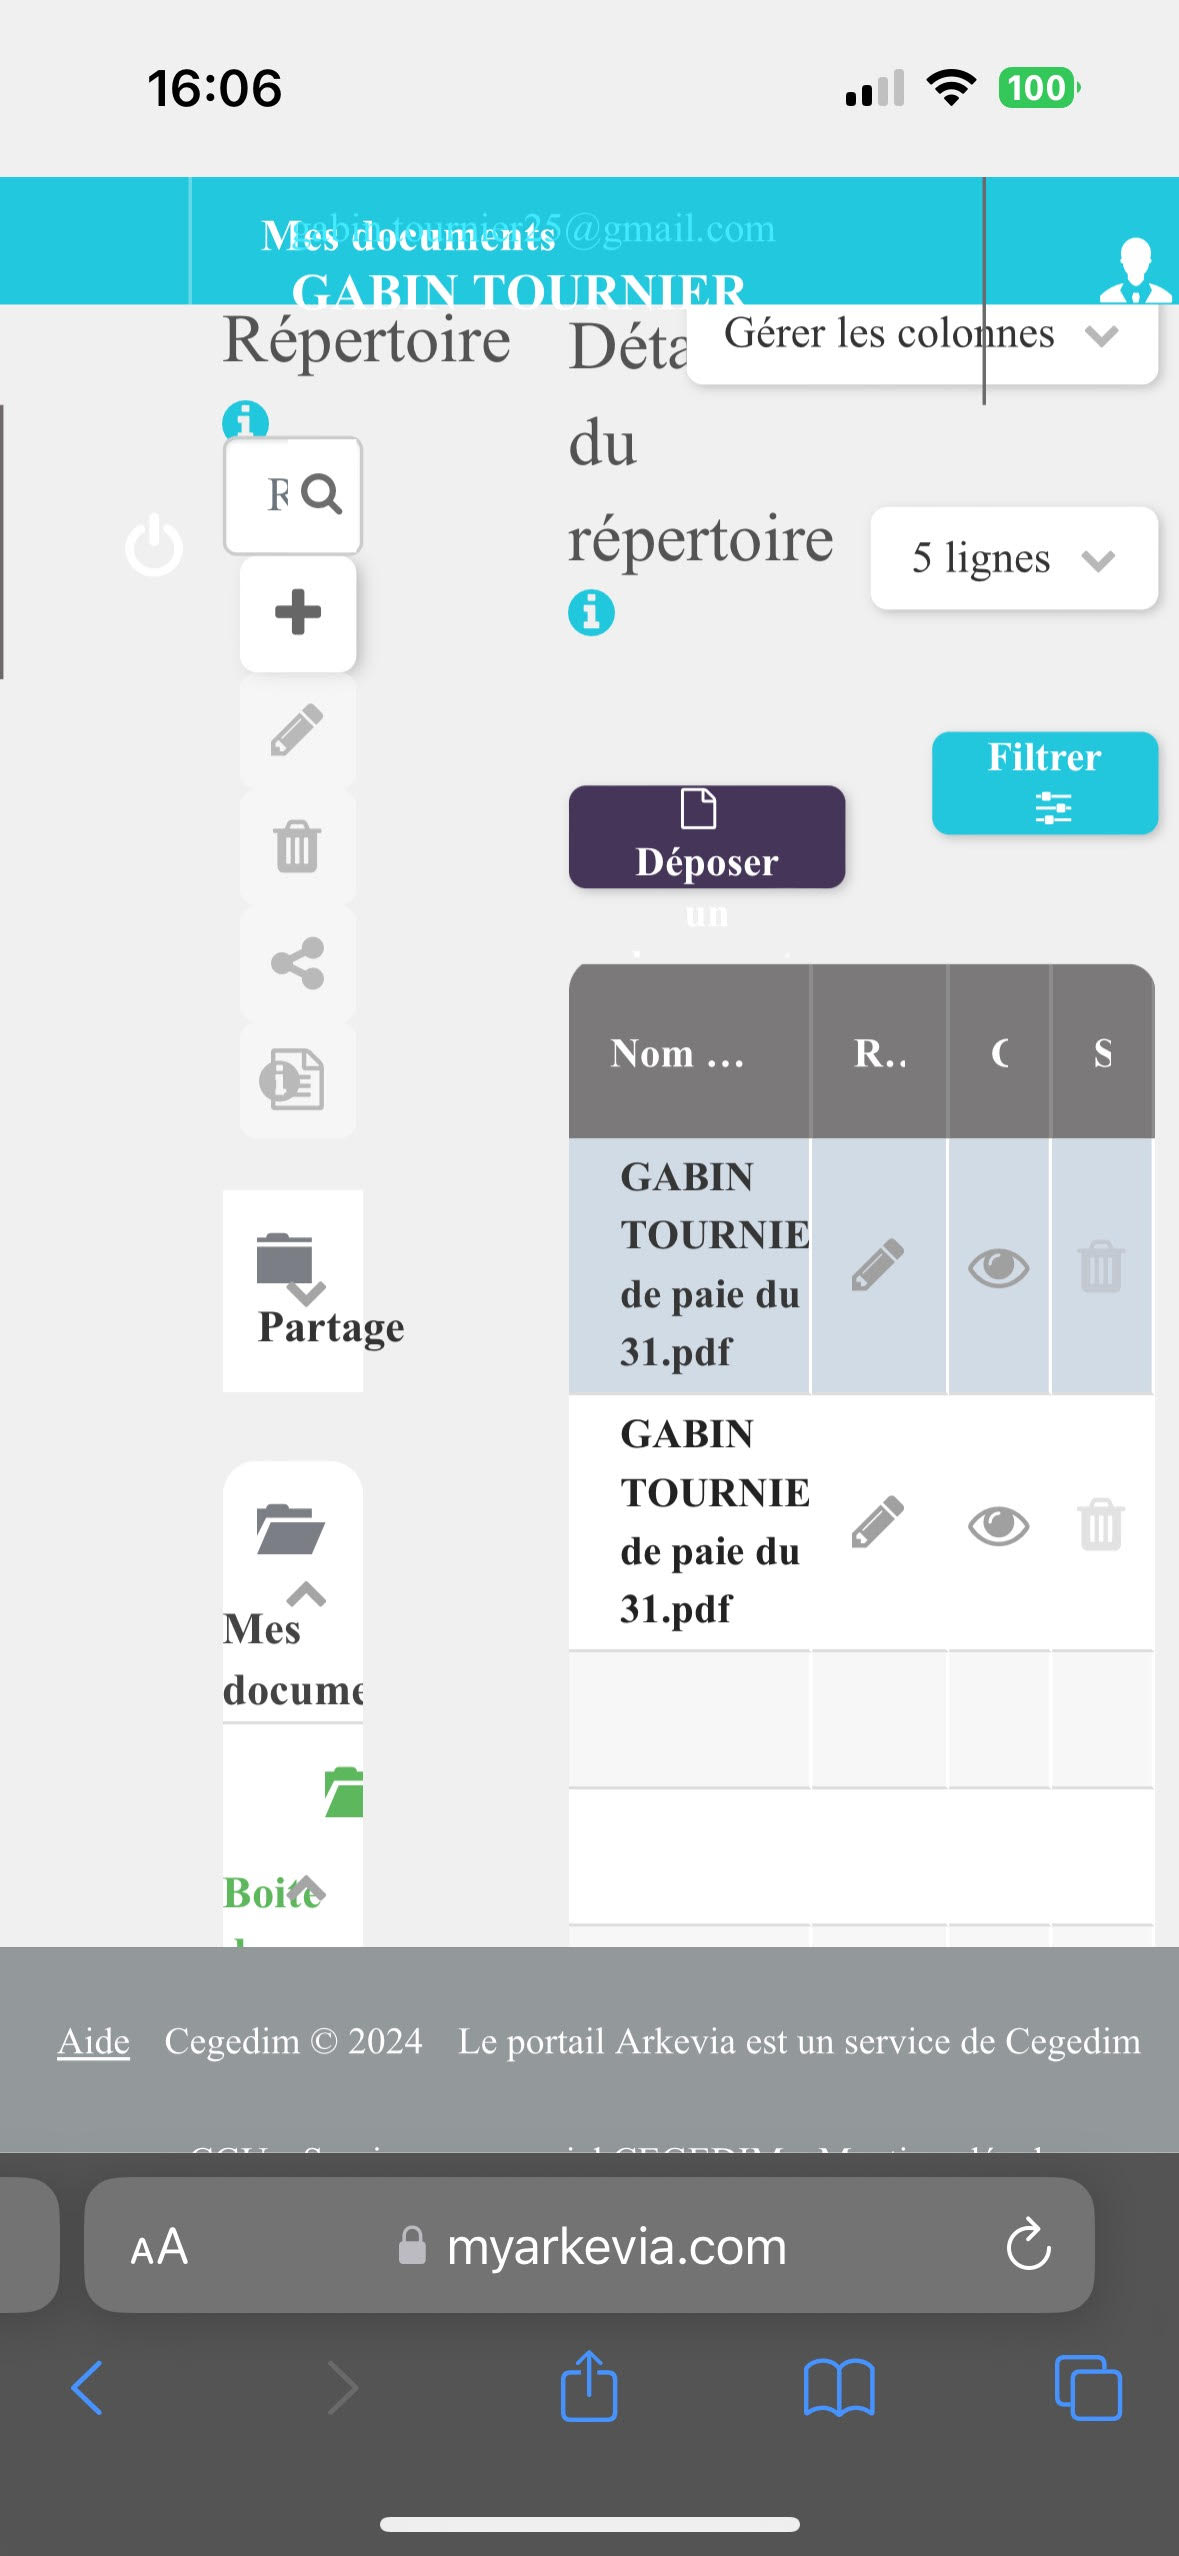 16:06
100
Mes documents
gabin.tournier25@gmail.com
GABIN TOURNIER
Répertoire
Déta
du
répertoire
Gérer les colonnes
5 lignes
R
Filtrer
Déposer
un
Nom ...
R..
C
S
GABIN
TOURNIE
de paie du
31.pdf
GABIN
TOURNIE
de paie du
31.pdf
Partage
Mes
docume
Boite
Aide Cegedim © 2024 Le portail Arkevia est un service de Cegedim
AA
myarkevia.com